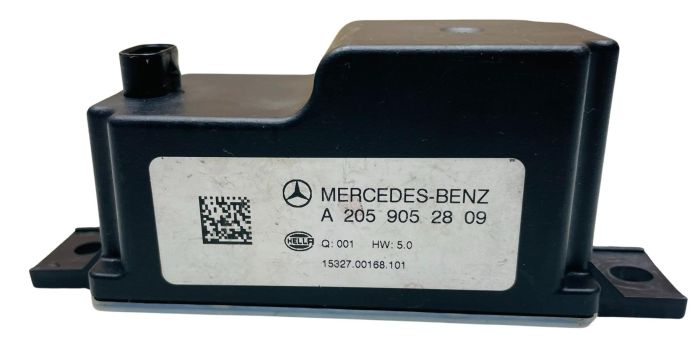 MERCEDES-BENZ
A 205 905 28 09
HELLA Q: 001 HW: 5.0
15327.00168.101